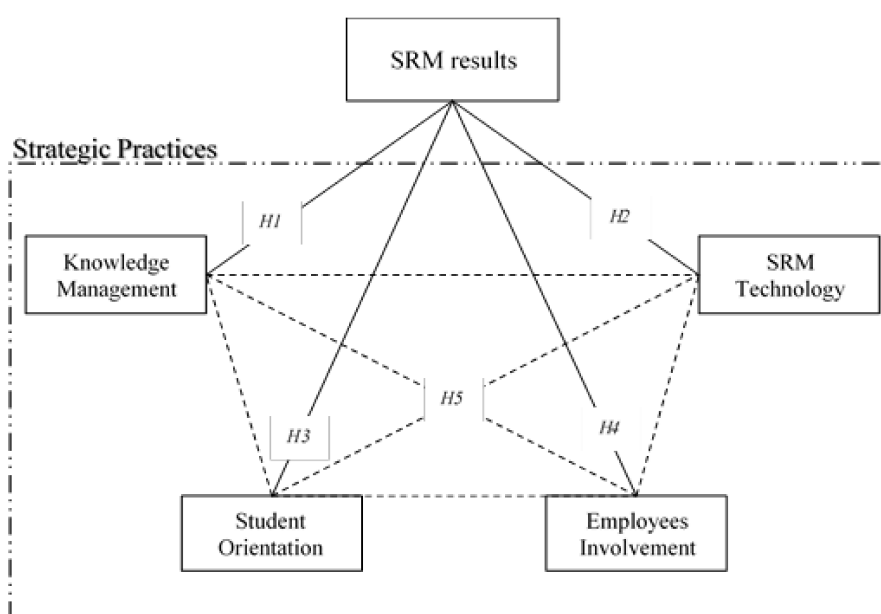 SRM results
Strategic Practices
H1
H2
Knowledge
Management
SRM
Technology
H5
H3
H4
Student
Orientation
Employees
Involvement